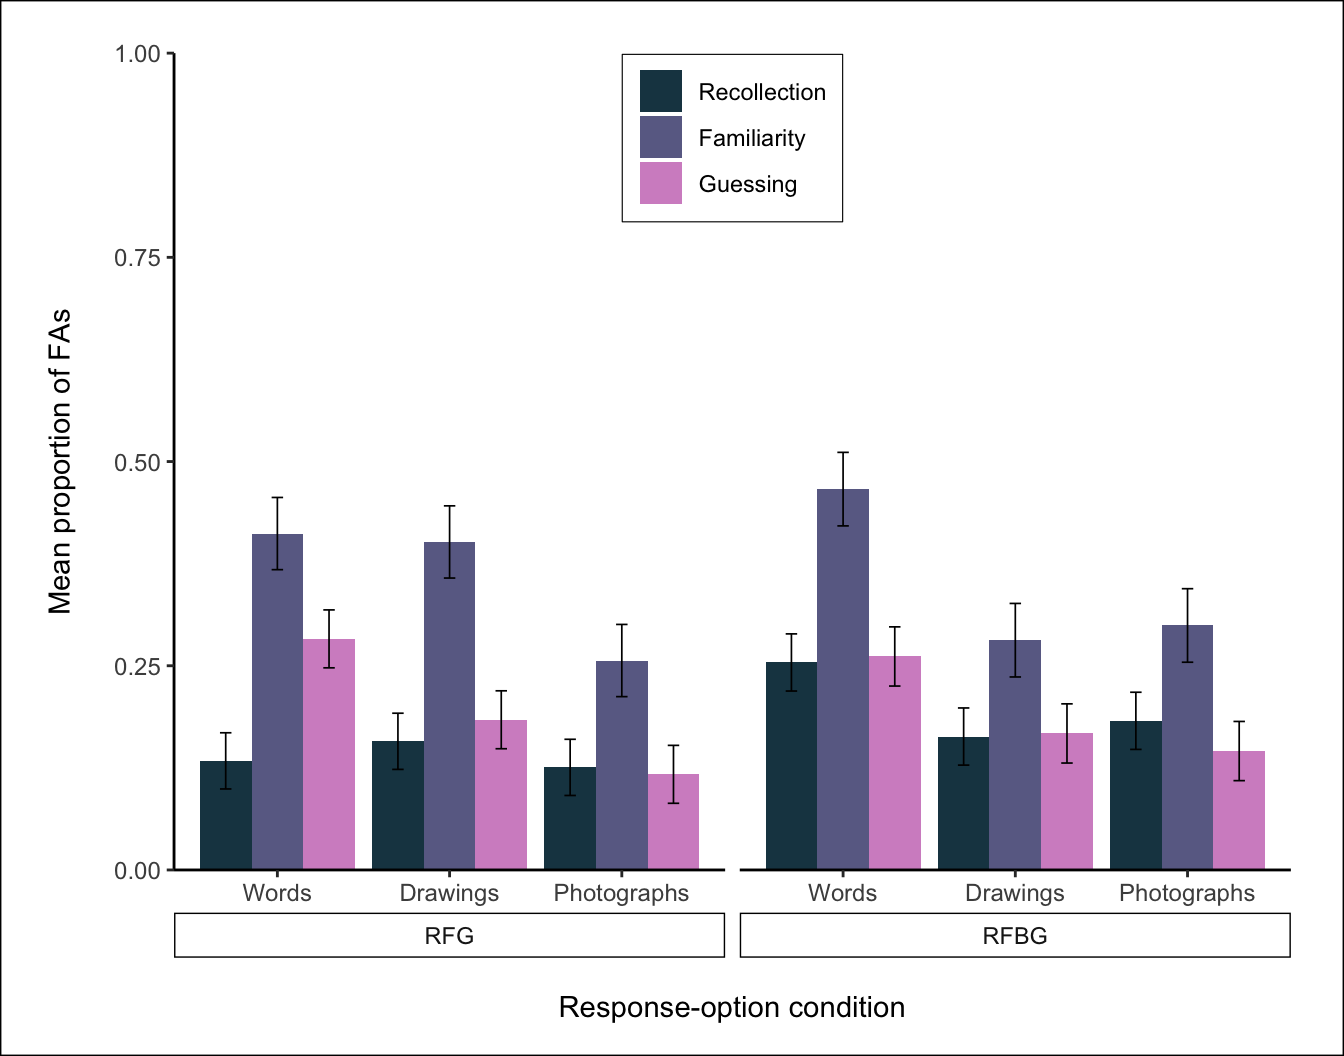 1.00
0.75
0.50
0.25
0.00
Mean proportion of FAs
Recollection
Familiarity
Guessing
Words Drawings Photographs Words Drawings Photographs
RFG RFBG
Response-option condition